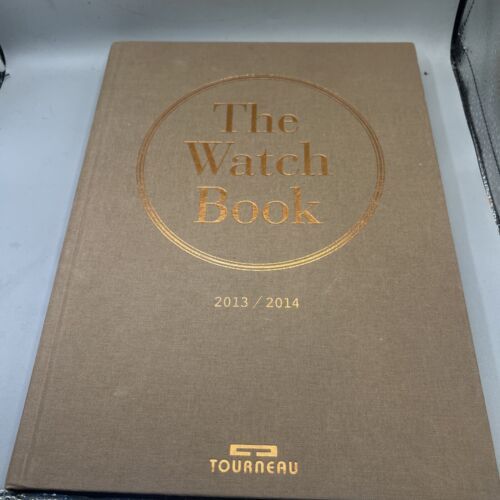 The
Watch
Book
2013 / 2014
TOURNEAU